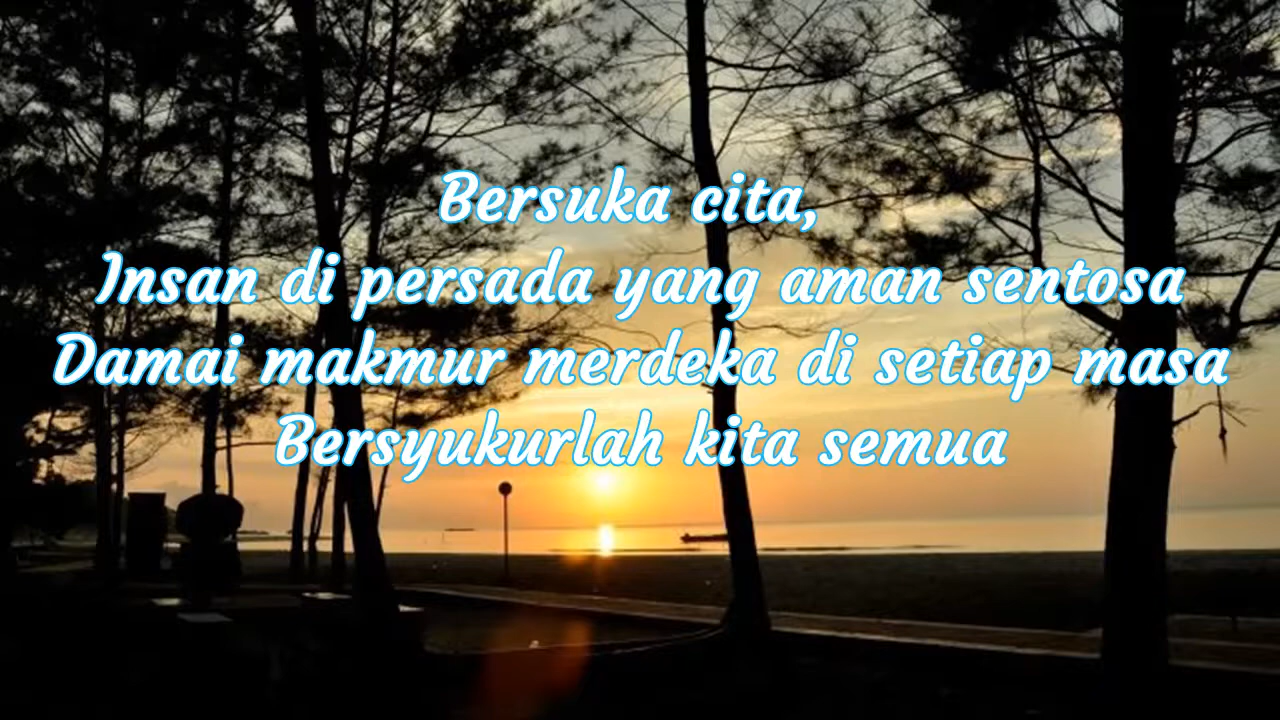 Bersuka cita,
Insan di persada yang aman sentosa
Damai makmur merdeka di setiap masa
Bersyukurlah kita semua